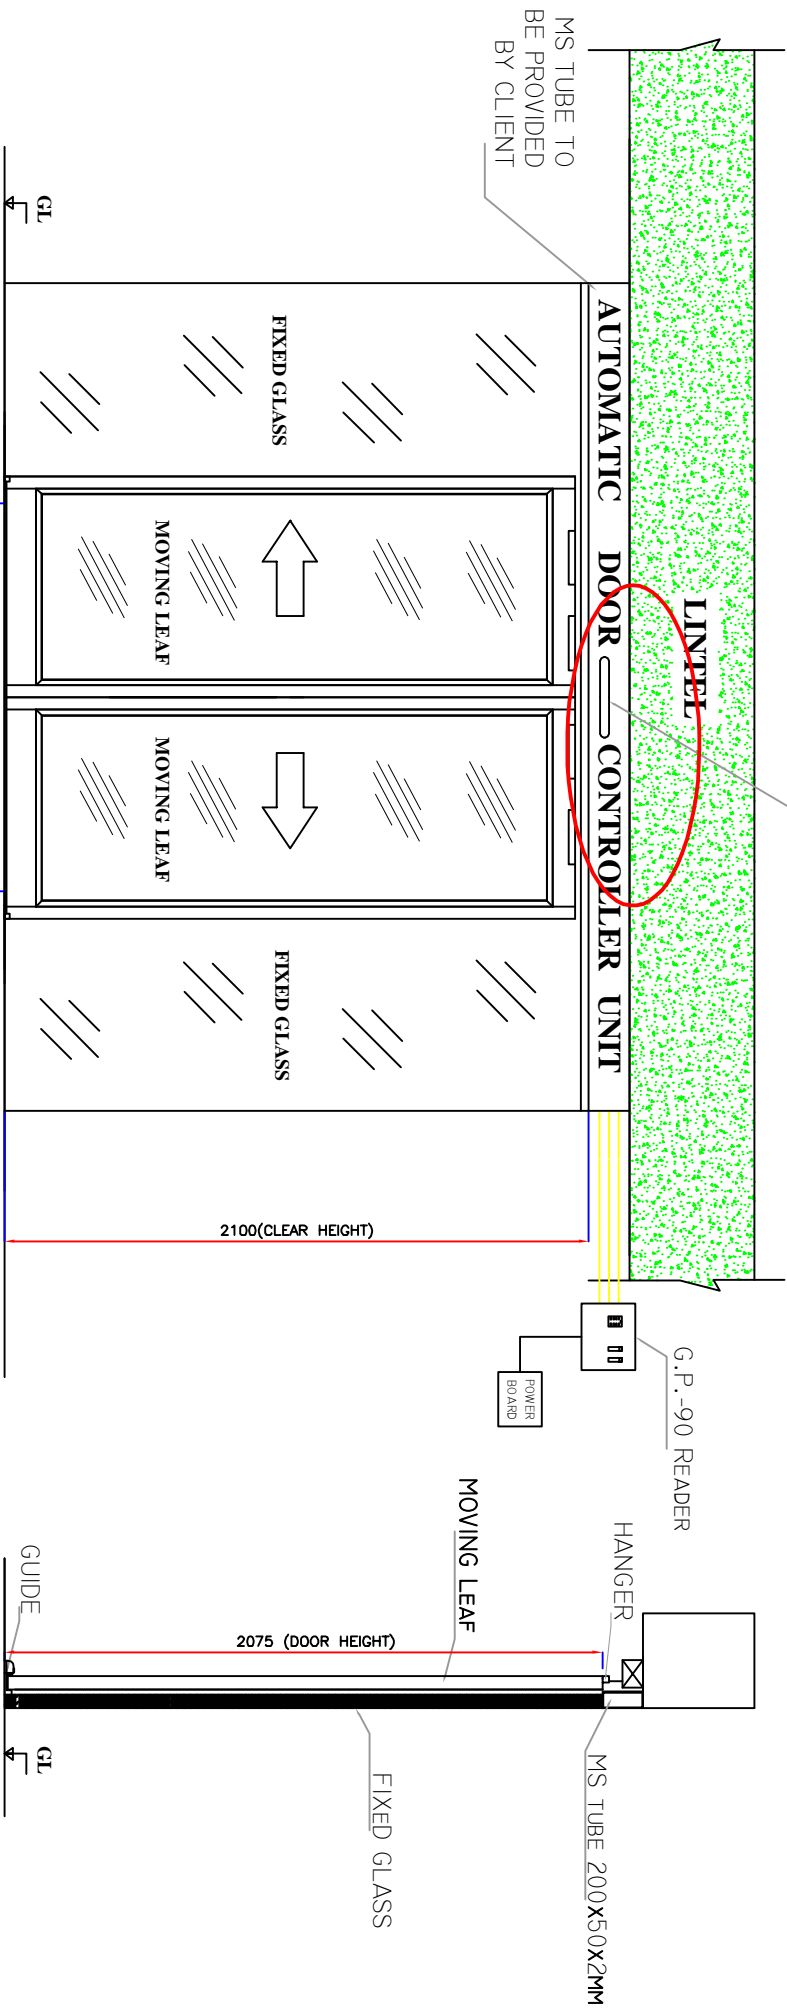 MS TUBE TO
BE PROVIDED
BY CLIENT
LINTEL
AUTOMATIC DOOR CONTROLLER UNIT
FIXED GLASS
MOVING LEAF
MOVING LEAF
FIXED GLASS
GL
2100(CLEAR HEIGHT)
G.P.-90 READER
POWER
BOARD
HANGER
MS TUBE 200X50X2MM
MOVING LEAF
2075 (DOOR HEIGHT)
FIXED GLASS
GUIDE
GL